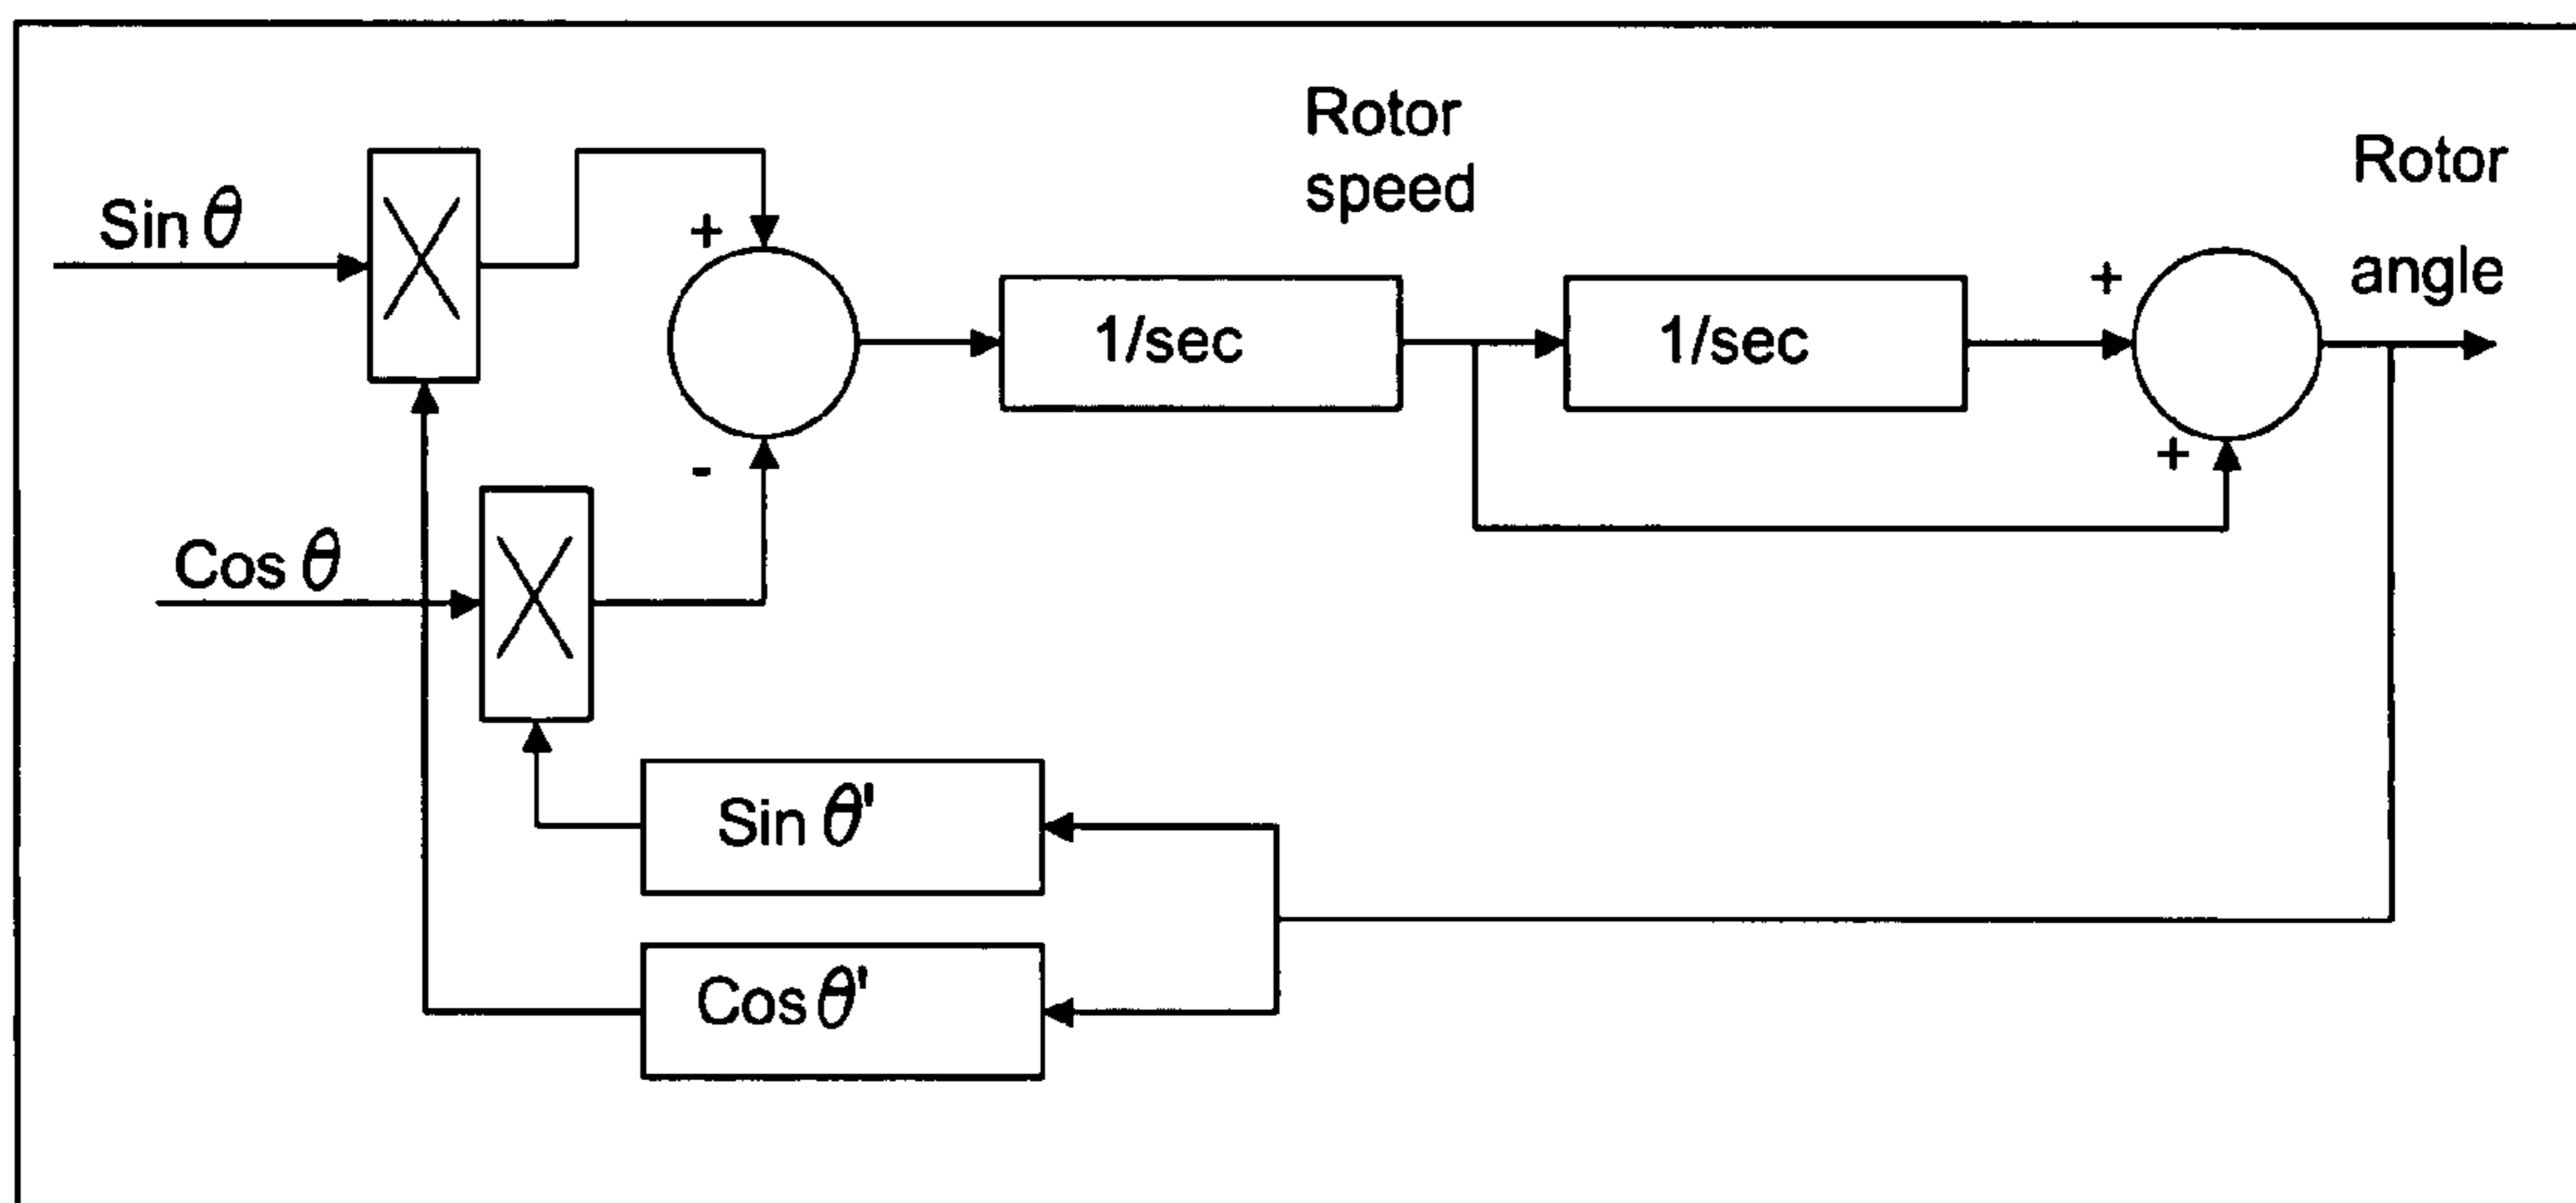 Rotor
speed
Rotor
angle
Sin θ
+
1/sec
1/sec
+
-
+
Cos θ
Sin θ'
Cos θ'